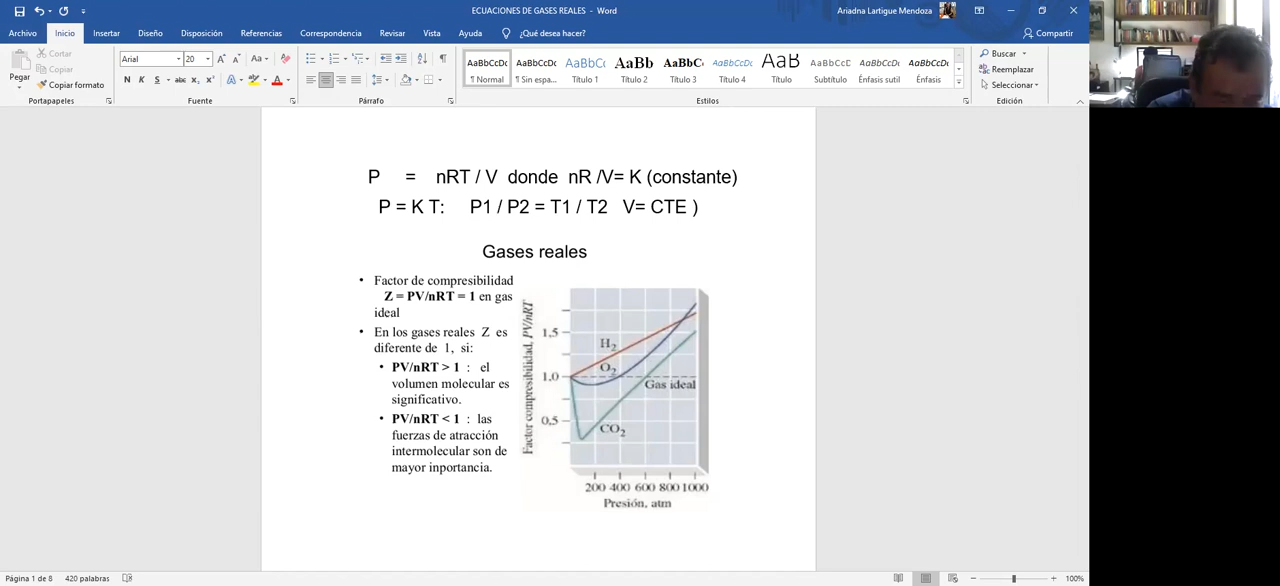 ECUACIONES DE GASES REALES - Word
Ariadna Lartigue Mendoza
Archivo Inicio Insertar Diseño Disposición Referencias Correspondencia Revisar Vista Ayuda ¿Qué desea hacer? Compartir
Pegar
Cortar
Copiar
Copiar formato
Portapapeles
Arial 20
N K S abc x₂ x²
Fuente
Párrafo
AaBbCcDc AaBbCcDc AaBbCc AaBb AaBbC AaBbCcDc AaB AaBbCcD AaBbCcDc AaBbCcDc
¶ Normal ¶ Sin espa... Título 1 Título 2 Título 3 Título 4 Título Subtítulo Énfasis sutil Énfasis
Estilos
Buscar
Reemplazar
Seleccionar
Edición
P = nRT / V donde nR /V= K (constante)
P = K T: P1 / P2 = T1 / T2 V= CTE )
Gases reales
• Factor de compresibilidad
Z = PV/nRT = 1 en gas
ideal
• En los gases reales Z es
diferente de 1, si:
• PV/nRT > 1 : el
volumen molecular es
significativo.
• PV/nRT < 1 : las
fuerzas de atracción
intermolecular son de
mayor inportancia.
Factor compresibilidad, PV/nRT
1,5
1.0
0,5
H₂
O₂
Gas ideal
CO₂
200 400 600 800 1000
Presión, atm
Página 1 de 8 420 palabras
100%